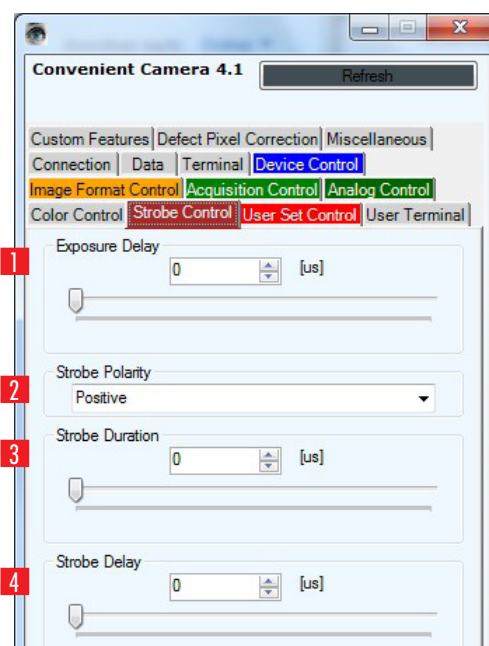 Convenient Camera 4.1 Refresh
Custom Features Defect Pixel Correction Miscellaneous
Connection Data Terminal Device Control
Image Format Control Acquisition Control Analog Control
Color Control Strobe Control User Set Control User Terminal
1 Exposure Delay
0 [us]
2 Strobe Polarity
Positive
3 Strobe Duration
0 [us]
4 Strobe Delay
0 [us]